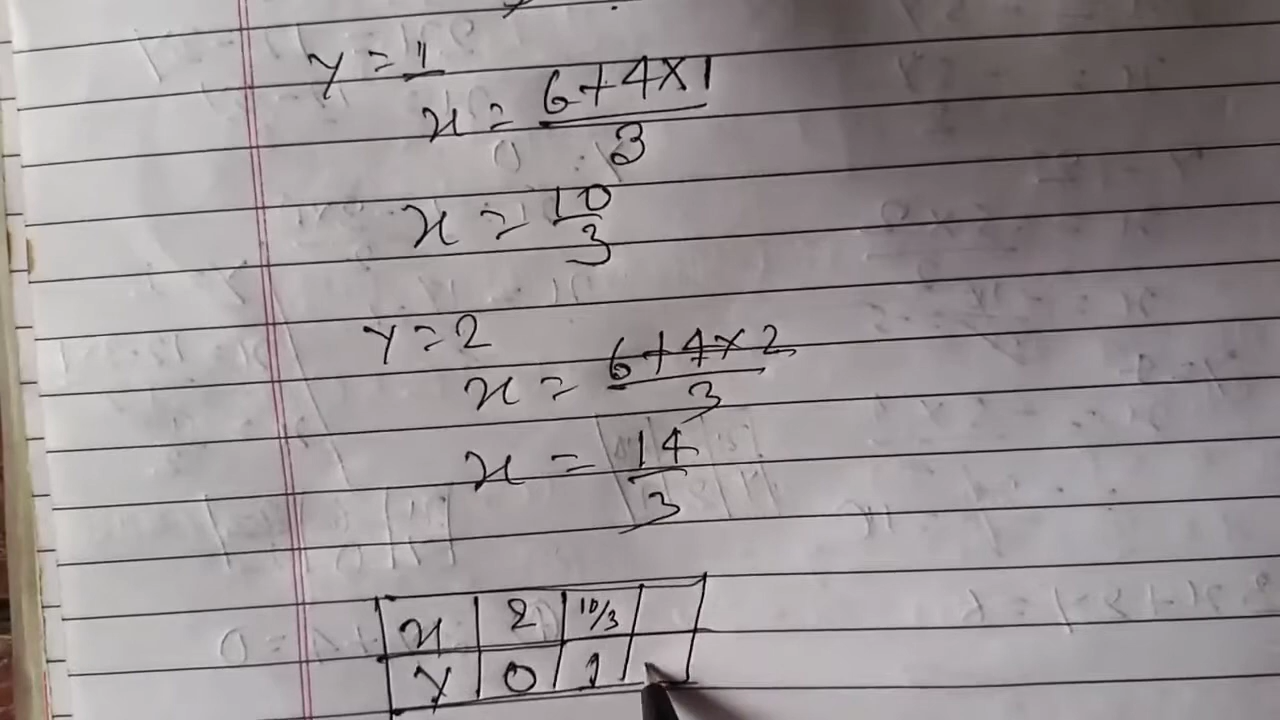 y = 1
x = 6+4×1
3
x = 10
3
y = 2
x = 6+4×2
3
x = 14
3
x 2 10/3
y 0 1